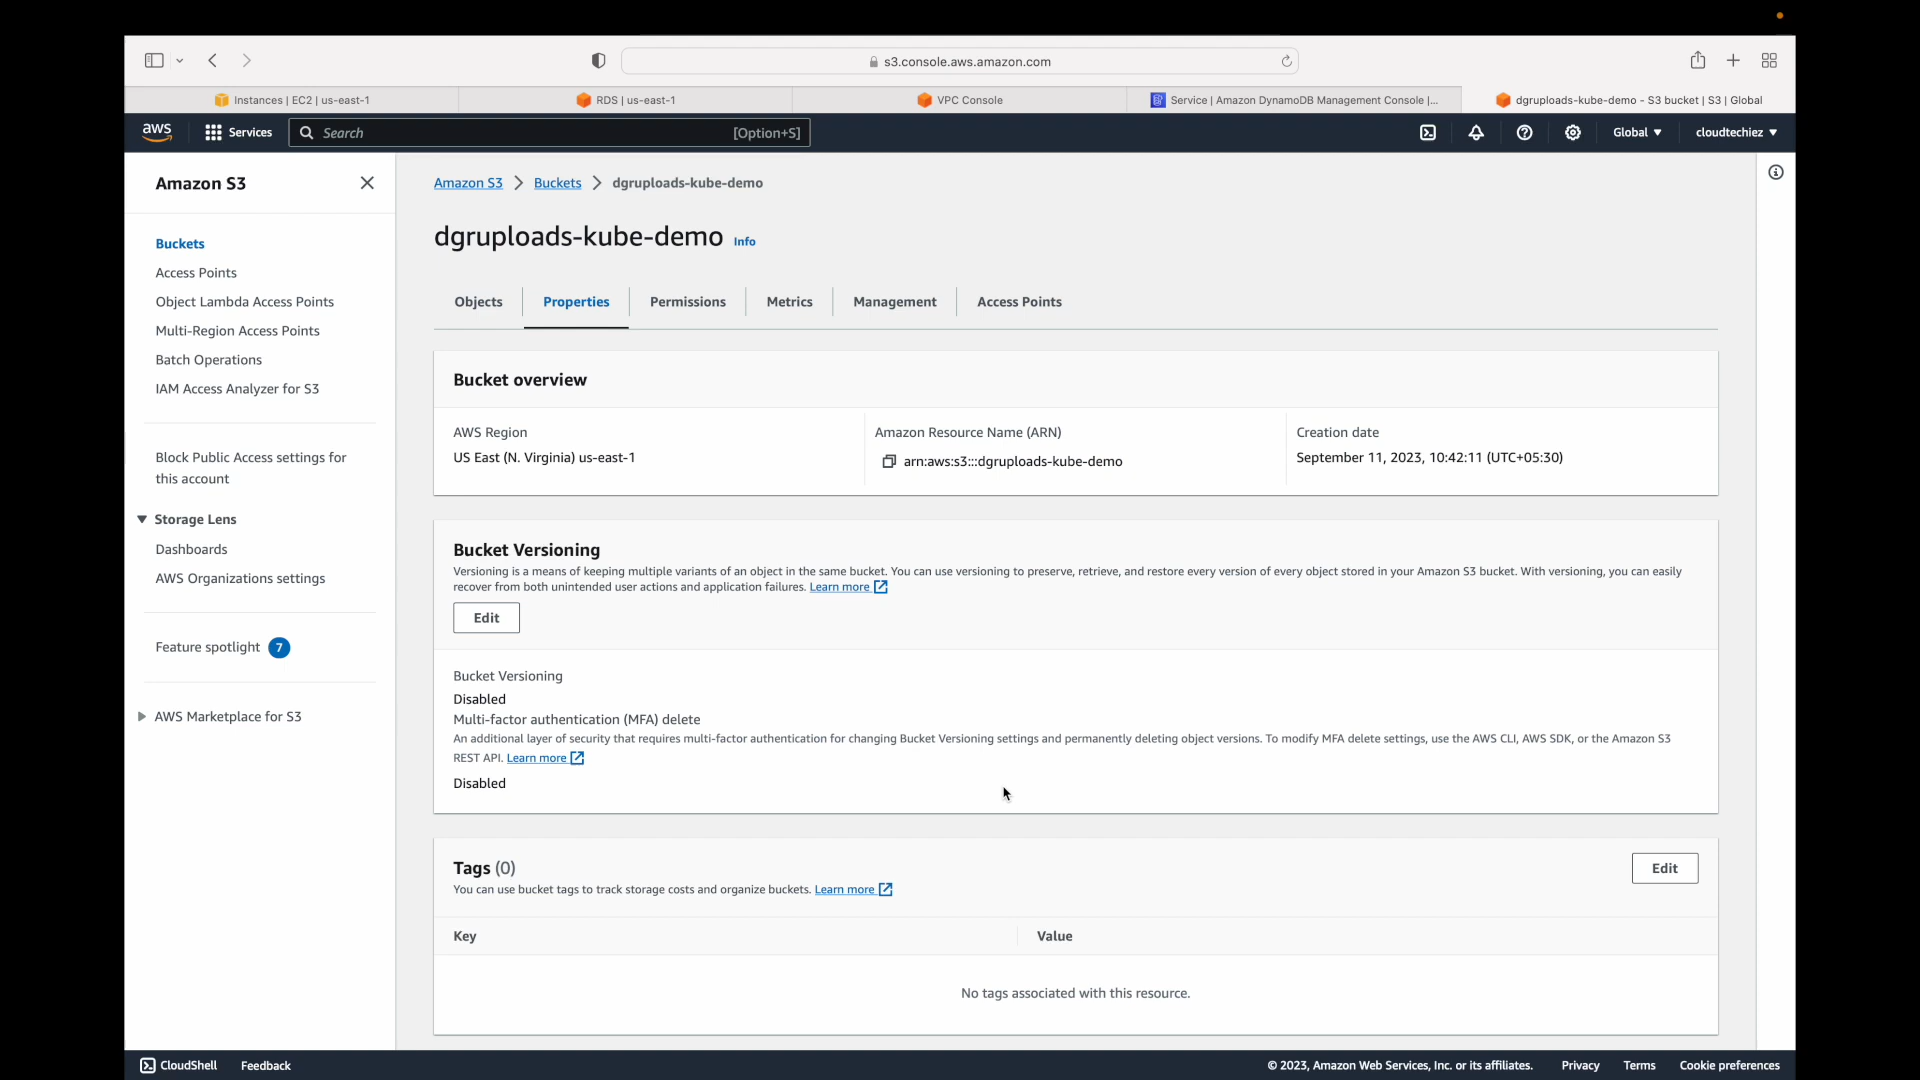 s3.console.aws.amazon.com
Instances | EC2 | us-east-1
RDS | us-east-1
VPC Console
Service | Amazon DynamoDB Management Console |...
dgruploads-kube-demo - S3 bucket | S3 | Global
aws
Services
Search
[Option+S]
Global
cloudtechiez
Amazon S3
Buckets
Access Points
Object Lambda Access Points
Multi-Region Access Points
Batch Operations
IAM Access Analyzer for S3
Block Public Access settings for
this account
Storage Lens
Dashboards
AWS Organizations settings
Feature spotlight 7
AWS Marketplace for S3
Amazon S3 > Buckets > dgruploads-kube-demo
dgruploads-kube-demo Info
Objects
Properties
Permissions
Metrics
Management
Access Points
Bucket overview
AWS Region
US East (N. Virginia) us-east-1
Amazon Resource Name (ARN)
arn:aws:s3:::dgruploads-kube-demo
Creation date
September 11, 2023, 10:42:11 (UTC+05:30)
Bucket Versioning
Versioning is a means of keeping multiple variants of an object in the same bucket. You can use versioning to preserve, retrieve, and restore every version of every object stored in your Amazon S3 bucket. With versioning, you can easily
recover from both unintended user actions and application failures. Learn more
Edit
Bucket Versioning
Disabled
Multi-factor authentication (MFA) delete
An additional layer of security that requires multi-factor authentication for changing Bucket Versioning settings and permanently deleting object versions. To modify MFA delete settings, use the AWS CLI, AWS SDK, or the Amazon S3
REST API. Learn more
Disabled
Tags (0)
You can use bucket tags to track storage costs and organize buckets. Learn more
Edit
Key
Value
No tags associated with this resource.
CloudShell
Feedback
© 2023, Amazon Web Services, Inc. or its affiliates.
Privacy
Terms
Cookie preferences